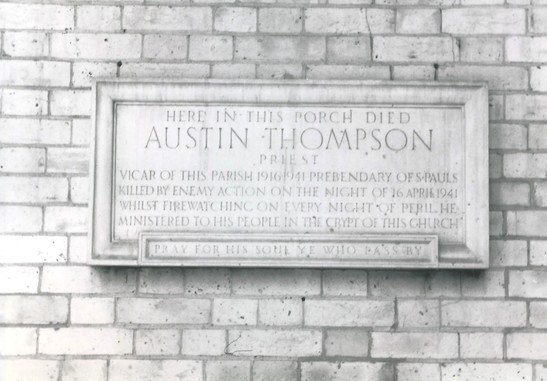 HERE IN THIS PORCH DIED
AUSTIN·THOMPSON
PRIEST
VICAR OF THIS PARISH 1916·1941 PREBENDARY OF S·PAULS
KILLED BY ENEMY ACTION ON THE NIGHT OF 16 APRIL 1941
WHILST FIREWATCHING ON EVERY NIGHT OF PERIL HE
MINISTERED TO HIS PEOPLE IN THE CRYPT OF THIS CHURCH
PRAY FOR HIS SOUL YE WHO PASS BY